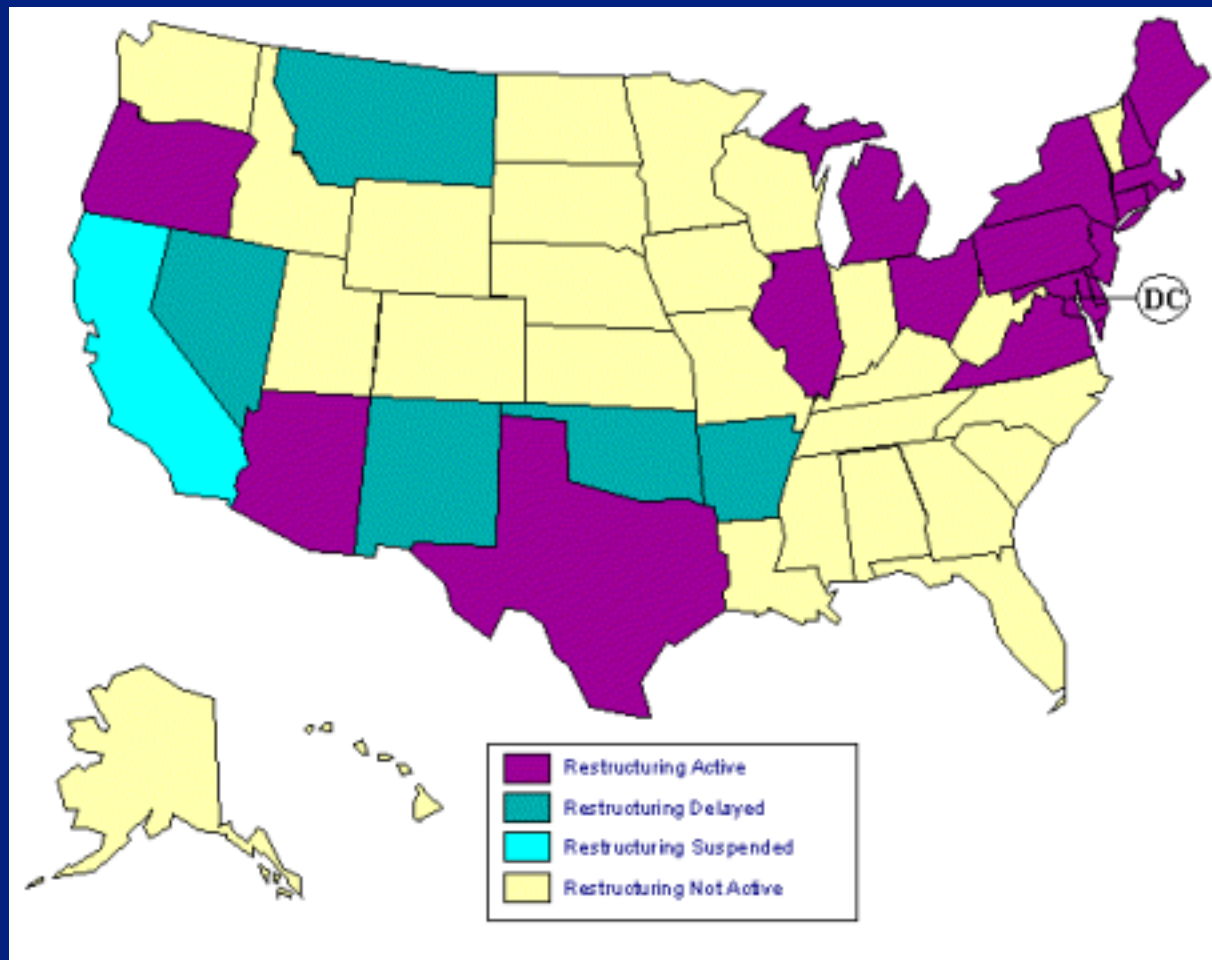 DC
Restructuring Active
Restructuring Delayed
Restructuring Suspended
Restructuring Not Active